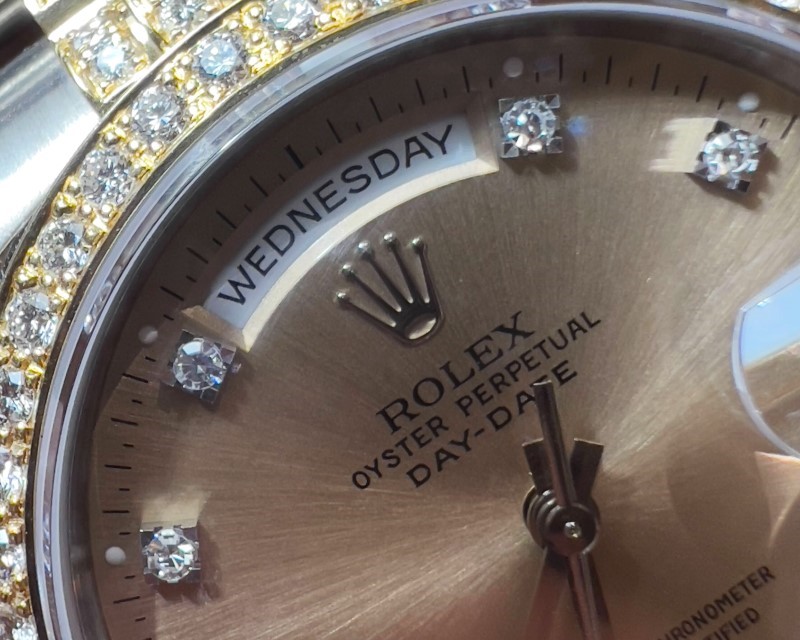 WEDNESDAY
ROLEX
OYSTER PERPETUAL
DAY-DATE